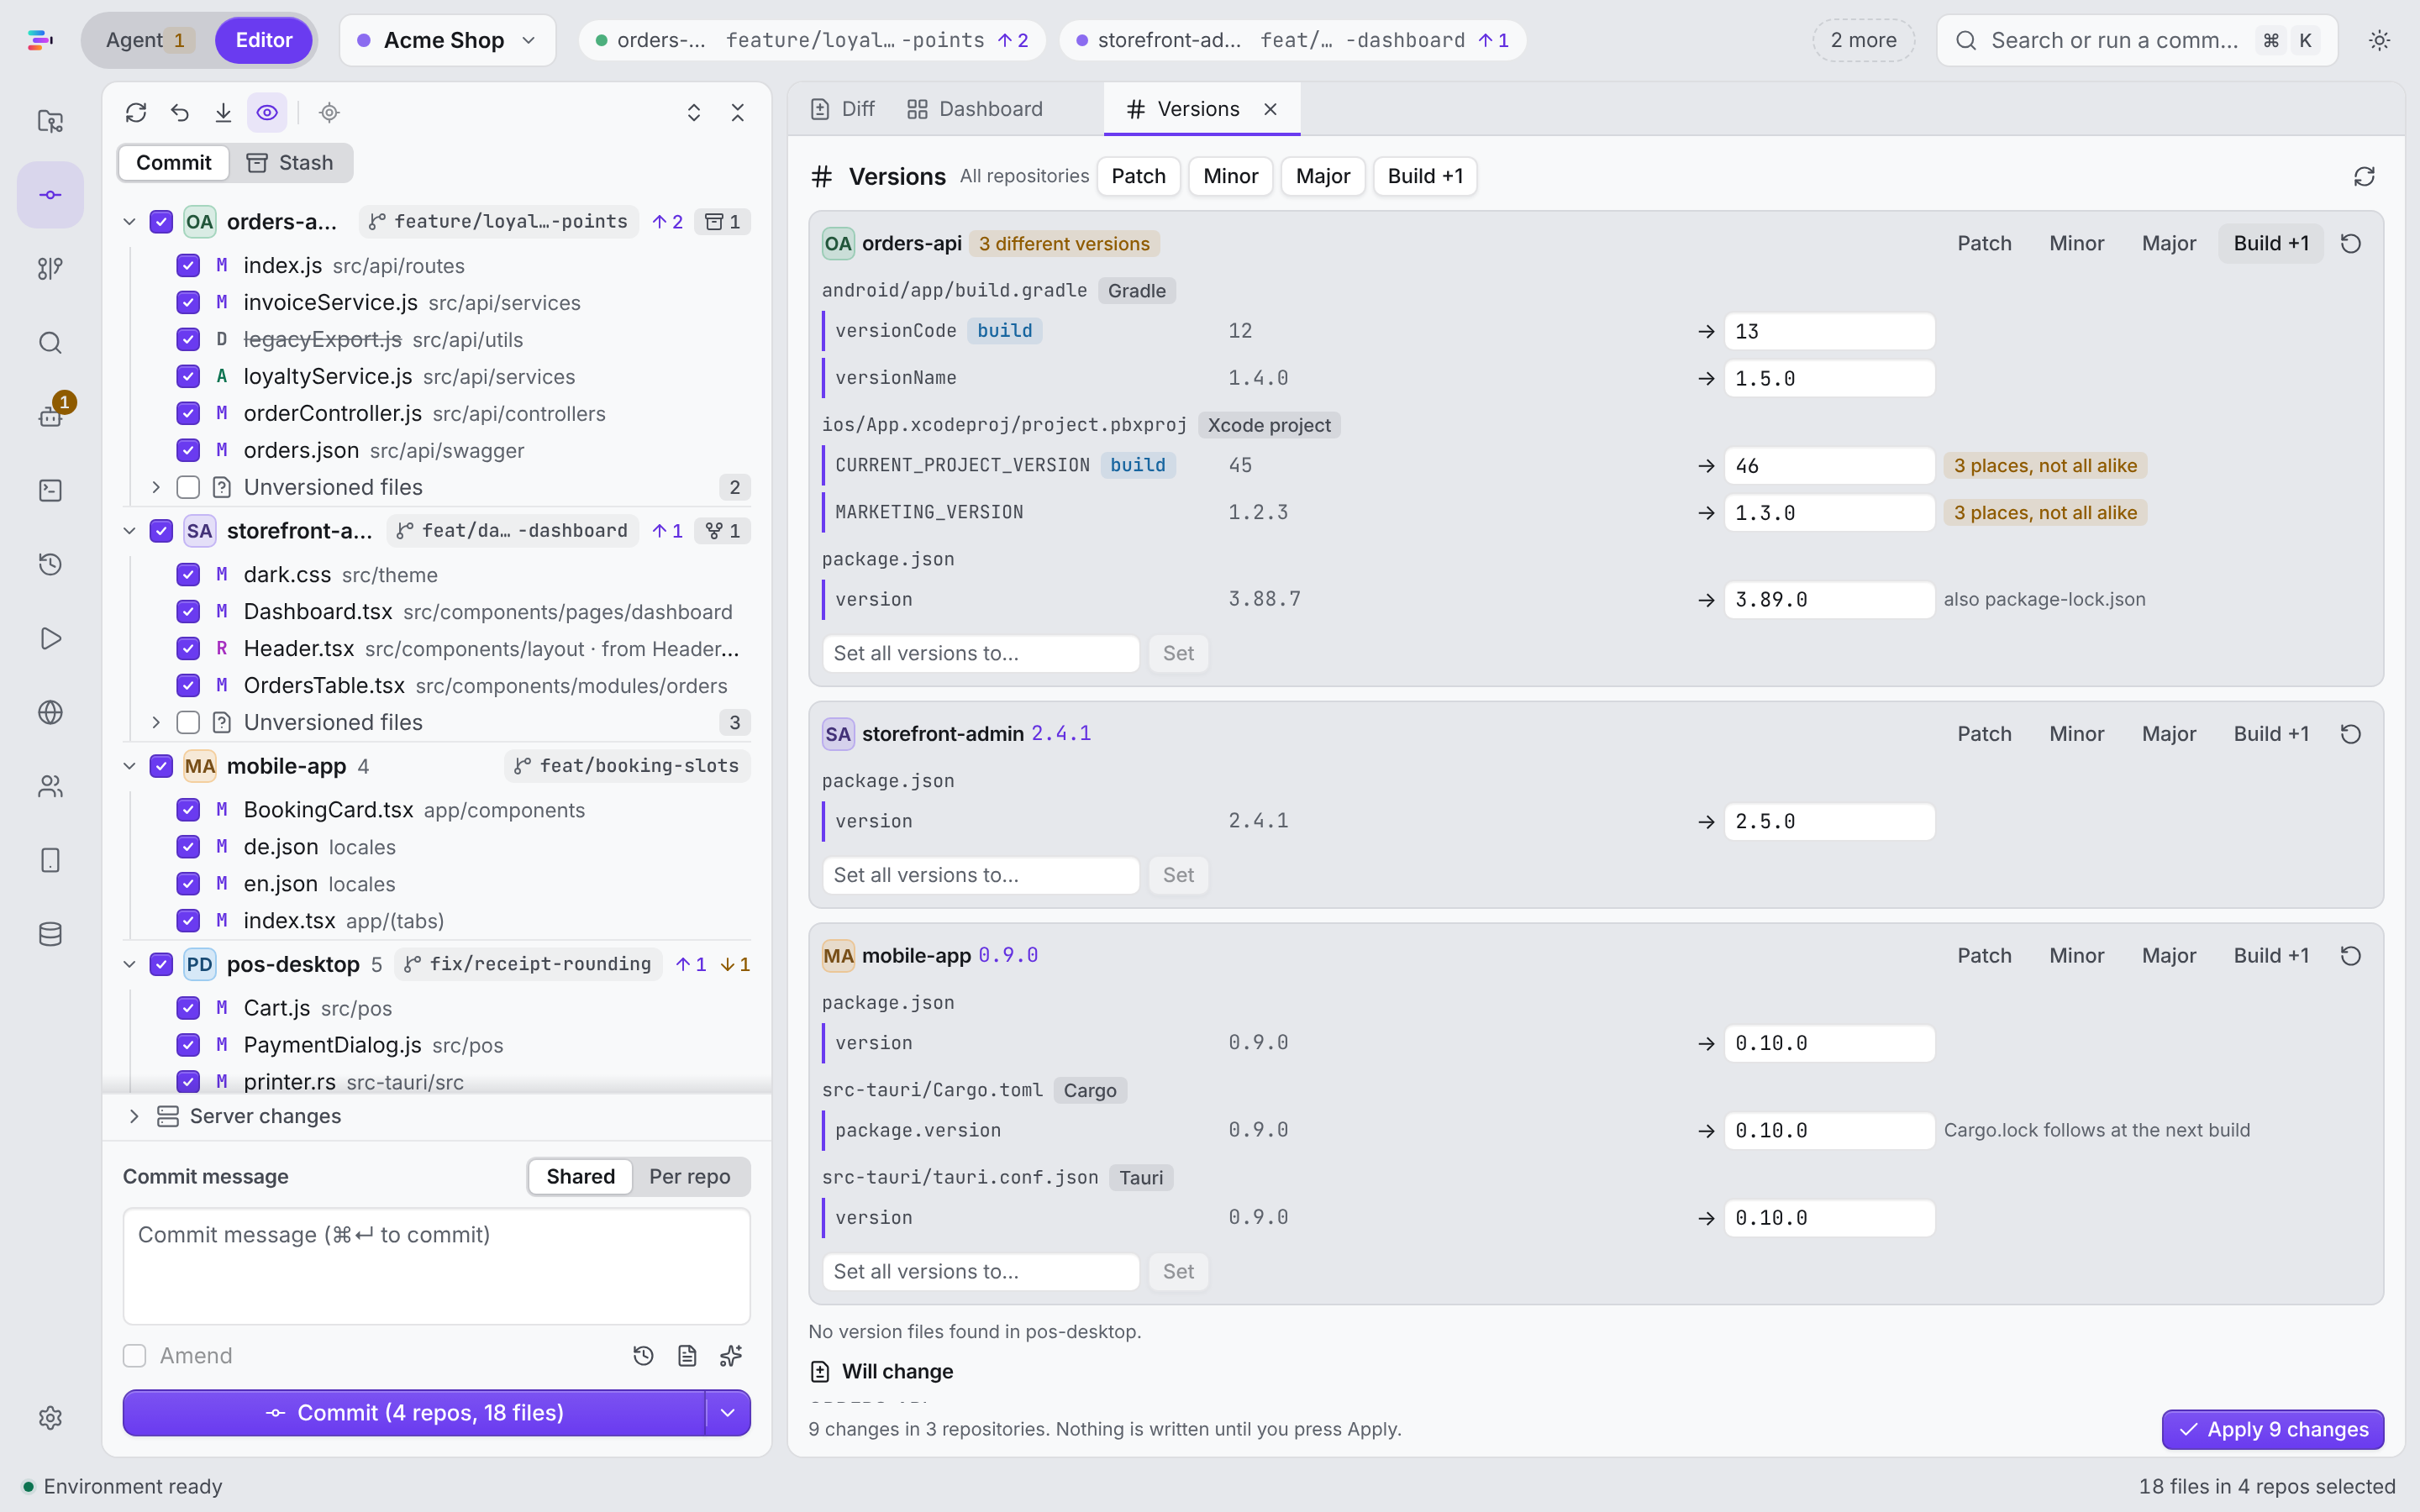 Agent 1 Editor Acme Shop orders-... feature/loyal…-points ↑2 storefront-ad... feat/… -dashboard ↑1 2 more Search or run a comm... ⌘ K
Commit Stash
orders-a... feature/loyal…-points ↑2 1
M index.js src/api/routes
M invoiceService.js src/api/services
D legacyExport.js src/api/utils
A loyaltyService.js src/api/services
M orderController.js src/api/controllers
M orders.json src/api/swagger
Unversioned files 2
storefront-a... feat/da… -dashboard ↑1 1
M dark.css src/theme
M Dashboard.tsx src/components/pages/dashboard
R Header.tsx src/components/layout · from Header...
M OrdersTable.tsx src/components/modules/orders
Unversioned files 3
mobile-app 4 feat/booking-slots
M BookingCard.tsx app/components
M de.json locales
M en.json locales
M index.tsx app/(tabs)
pos-desktop 5 fix/receipt-rounding ↑1 ↓1
M Cart.js src/pos
M PaymentDialog.js src/pos
M printer.rs src-tauri/src
Server changes
Commit message Shared Per repo
Commit message (⌘↵ to commit)
Amend
Commit (4 repos, 18 files)
1
Diff Dashboard # Versions
# Versions All repositories Patch Minor Major Build +1
OA orders-api 3 different versions Patch Minor Major Build +1
android/app/build.gradle Gradle
versionCode build 12 → 13
versionName 1.4.0 → 1.5.0
ios/App.xcodeproj/project.pbxproj Xcode project
CURRENT_PROJECT_VERSION build 45 → 46 3 places, not all alike
MARKETING_VERSION 1.2.3 → 1.3.0 3 places, not all alike
package.json
version 3.88.7 → 3.89.0 also package-lock.json
Set all versions to... Set
SA storefront-admin 2.4.1 Patch Minor Major Build +1
package.json
version 2.4.1 → 2.5.0
Set all versions to... Set
MA mobile-app 0.9.0 Patch Minor Major Build +1
package.json
version 0.9.0 → 0.10.0
src-tauri/Cargo.toml Cargo
package.version 0.9.0 → 0.10.0 Cargo.lock follows at the next build
src-tauri/tauri.conf.json Tauri
version 0.9.0 → 0.10.0
Set all versions to... Set
No version files found in pos-desktop.
Will change
9 changes in 3 repositories. Nothing is written until you press Apply. Apply 9 changes
Environment ready 18 files in 4 repos selected